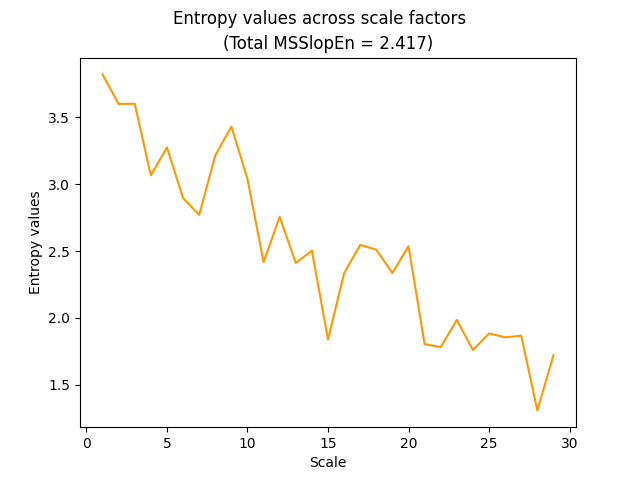 Entropy values across scale factors
(Total MSSlopEn = 2.417)
3.5
3.0
2.5
2.0
1.5
Entropy values
0 5 10 15 20 25 30
Scale